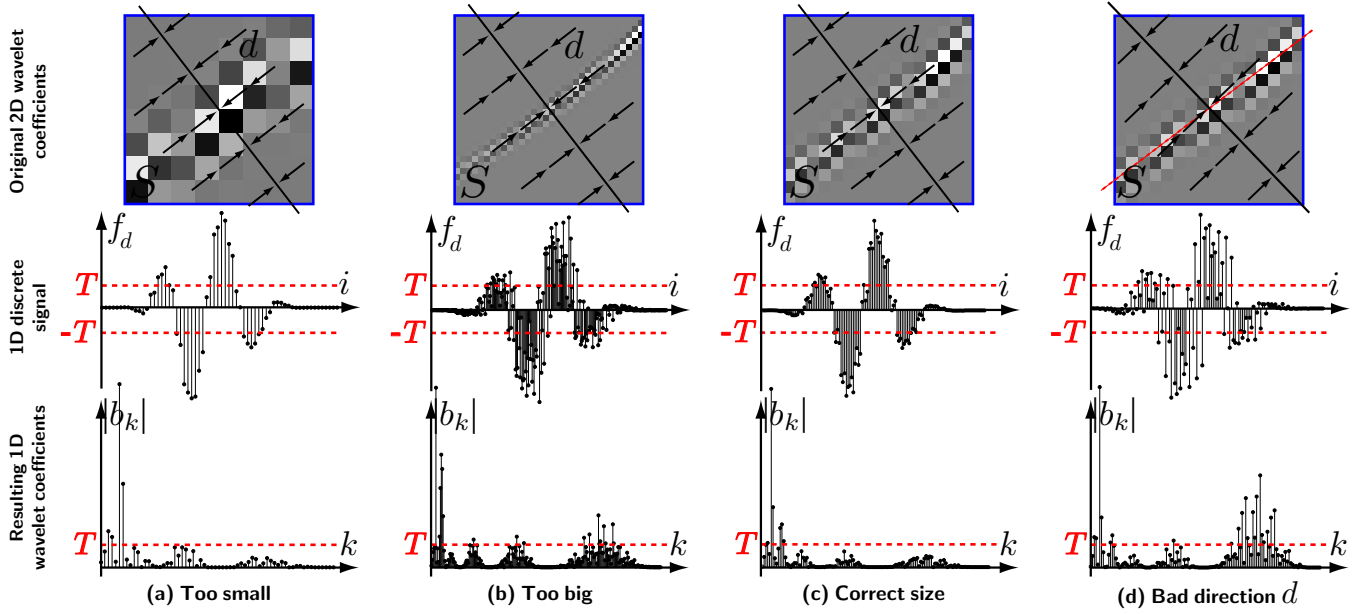 Original 2D wavelet
coefficients
d
S
d
S
d
S
d
S
1D discrete
signal
f_d
T
-T
i
f_d
T
-T
i
f_d
T
-T
i
f_d
T
-T
i
Resulting 1D
wavelet coefficients
|b_k|
T
k
|b_k|
T
k
|b_k|
T
k
|b_k|
T
k
(a) Too small
(b) Too big
(c) Correct size
(d) Bad direction d